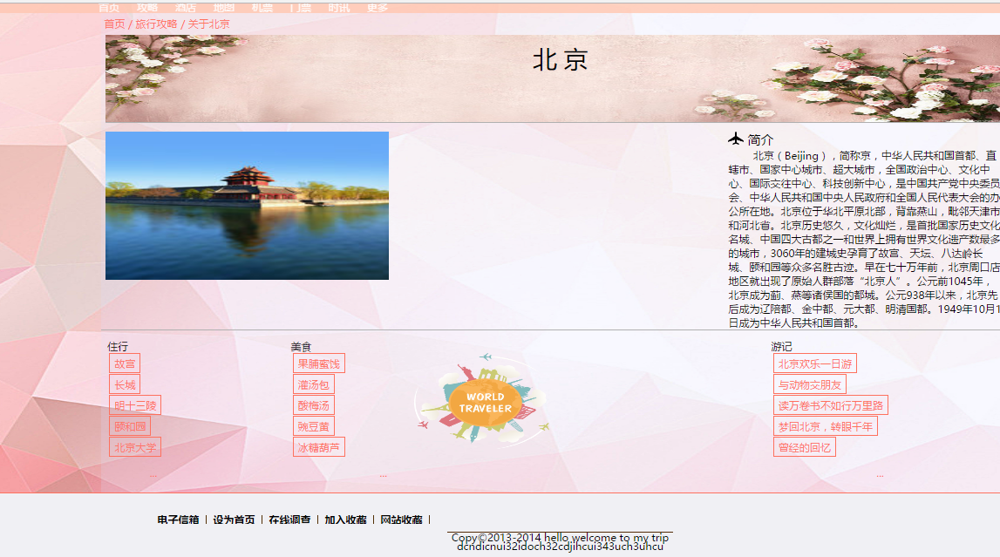 首页 攻略 酒店 地图 机票 门票 时讯 更多
首页 / 旅行攻略 / 关于北京
北京
简介
北京（Beijing），简称京，中华人民共和国首都、直
辖市、国家中心城市、超大城市，全国政治中心、文化中
心、国际交往中心、科技创新中心，是中国共产党中央委员
会、中华人民共和国中央人民政府和全国人民代表大会的办
公所在地。北京位于华北平原北部，背靠燕山，毗邻天津市
和河北省。北京历史悠久，文化灿烂，是首批国家历史文化
名城、中国四大古都之一和世界上拥有世界文化遗产数最多
的城市，3060年的建城史孕育了故宫、天坛、八达岭长
城、颐和园等众多名胜古迹。早在七十万年前，北京周口店
地区就出现了原始人群部落“北京人”。公元前1045年，
北京成为蓟、燕等诸侯国的都城。公元938年以来，北京先
后成为辽陪都、金中都、元大都、明清国都。1949年10月1
日成为中华人民共和国首都。
住行
故宫
长城
明十三陵
颐和园
北京大学
...
美食
果脯蜜饯
灌汤包
酸梅汤
豌豆黄
冰糖葫芦
...
WORLD
TRAVELER
游记
北京欢乐一日游
与动物交朋友
读万卷书不如行万里路
梦回北京，转眼千年
曾经的回忆
...
电子信箱 | 设为首页 | 在线调查 | 加入收藏 | 网站收藏 |
Copy©2013-2014 hello,welcome to my trip
dcndicnui32idoch32cdjihcui343uch3uhcu